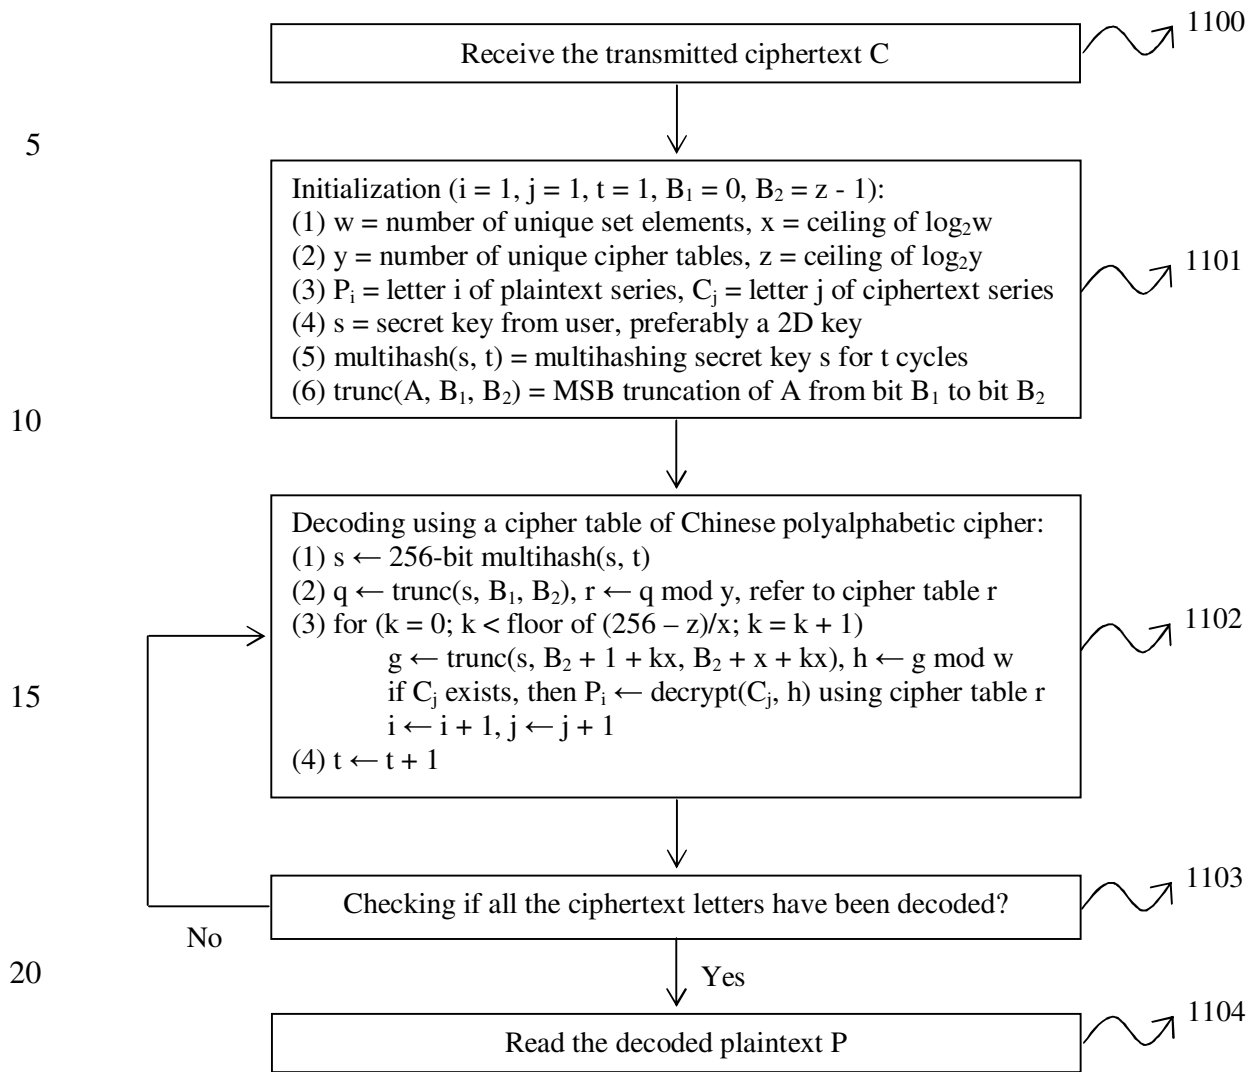 1100
Receive the transmitted ciphertext C
5
Initialization (i = 1, j = 1, t = 1, B₁ = 0, B₂ = z - 1):
(1) w = number of unique set elements, x = ceiling of log₂w
(2) y = number of unique cipher tables, z = ceiling of log₂y
1101
(3) Pᵢ = letter i of plaintext series, Cⱼ = letter j of ciphertext series
(4) s = secret key from user, preferably a 2D key
(5) multihash(s, t) = multihashing secret key s for t cycles
(6) trunc(A, B₁, B₂) = MSB truncation of A from bit B₁ to bit B₂
10
Decoding using a cipher table of Chinese polyalphabetic cipher:
(1) s ← 256-bit multihash(s, t)
(2) q ← trunc(s, B₁, B₂), r ← q mod y, refer to cipher table r
(3) for (k = 0; k < floor of (256 – z)/x; k = k + 1)
1102
g ← trunc(s, B₂ + 1 + kx, B₂ + x + kx), h ← g mod w
15
if Cⱼ exists, then Pᵢ ← decrypt(Cⱼ, h) using cipher table r
i ← i + 1, j ← j + 1
(4) t ← t + 1
1103
Checking if all the ciphertext letters have been decoded?
No
20
Yes
1104
Read the decoded plaintext P